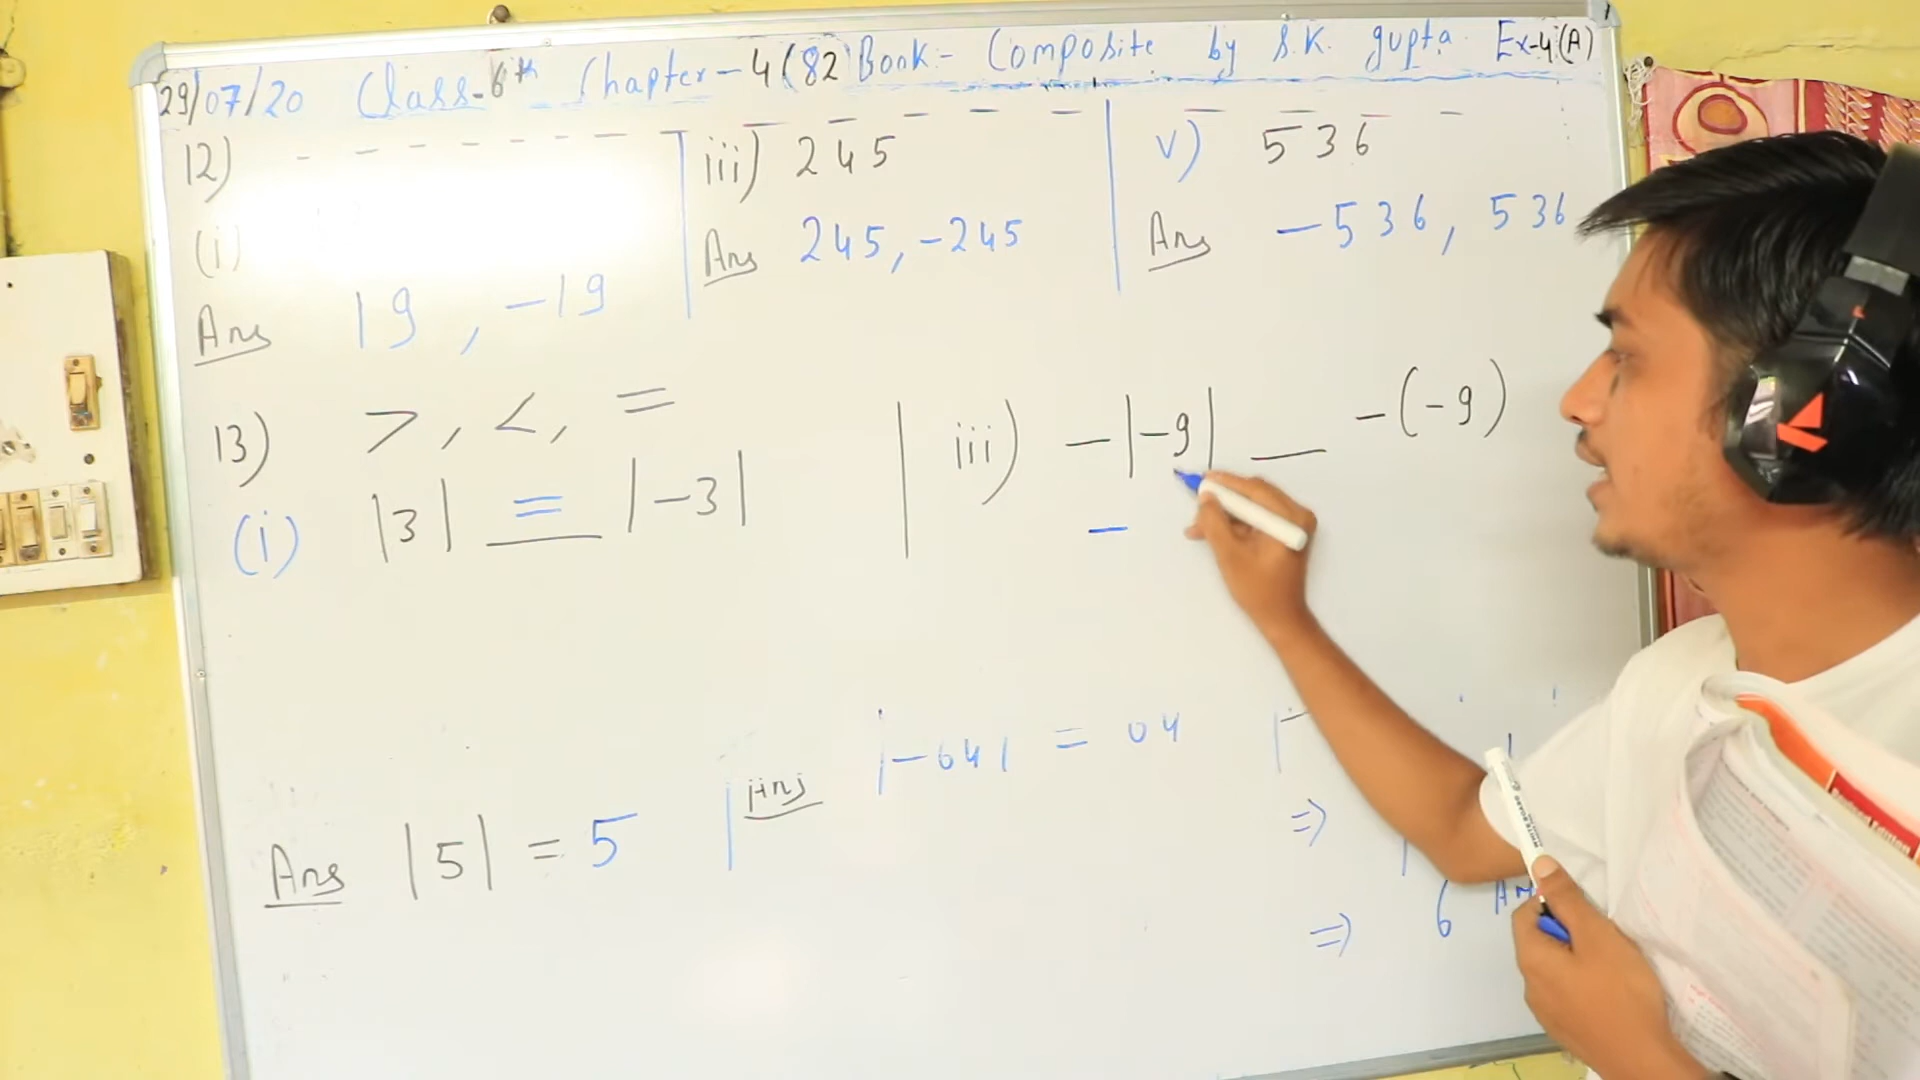 29/07/20 Class-6th Chapter-4(82) Book- Composite by S.K. gupta Ex-4(A)
12)
(i)
Ans 19, -19
iii) 245
Ans 245, -245
v) 536
Ans -536, 536
13) >, <, =
(i) |3| = |-3|
iii) -|-9| __ -(-9)
-
Ans |5| = 5
Ans |-64| = 64
⇒
⇒ 6